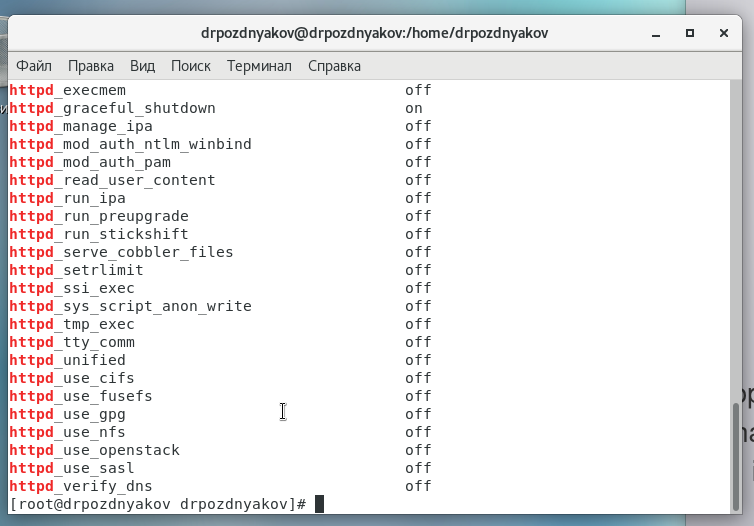 drpozdnyakov@drpozdnyakov:/home/drpozdnyakov
Файл Правка Вид Поиск Терминал Справка
httpd_execmem off
httpd_graceful_shutdown on
httpd_manage_ipa off
httpd_mod_auth_ntlm_winbind off
httpd_mod_auth_pam off
httpd_read_user_content off
httpd_run_ipa off
httpd_run_preupgrade off
httpd_run_stickshift off
httpd_serve_cobbler_files off
httpd_setrlimit off
httpd_ssi_exec off
httpd_sys_script_anon_write off
httpd_tmp_exec off
httpd_tty_comm off
httpd_unified off
httpd_use_cifs off
httpd_use_fusefs off
httpd_use_gpg off
httpd_use_nfs off
httpd_use_openstack off
httpd_use_sasl off
httpd_verify_dns off
[root@drpozdnyakov drpozdnyakov]#